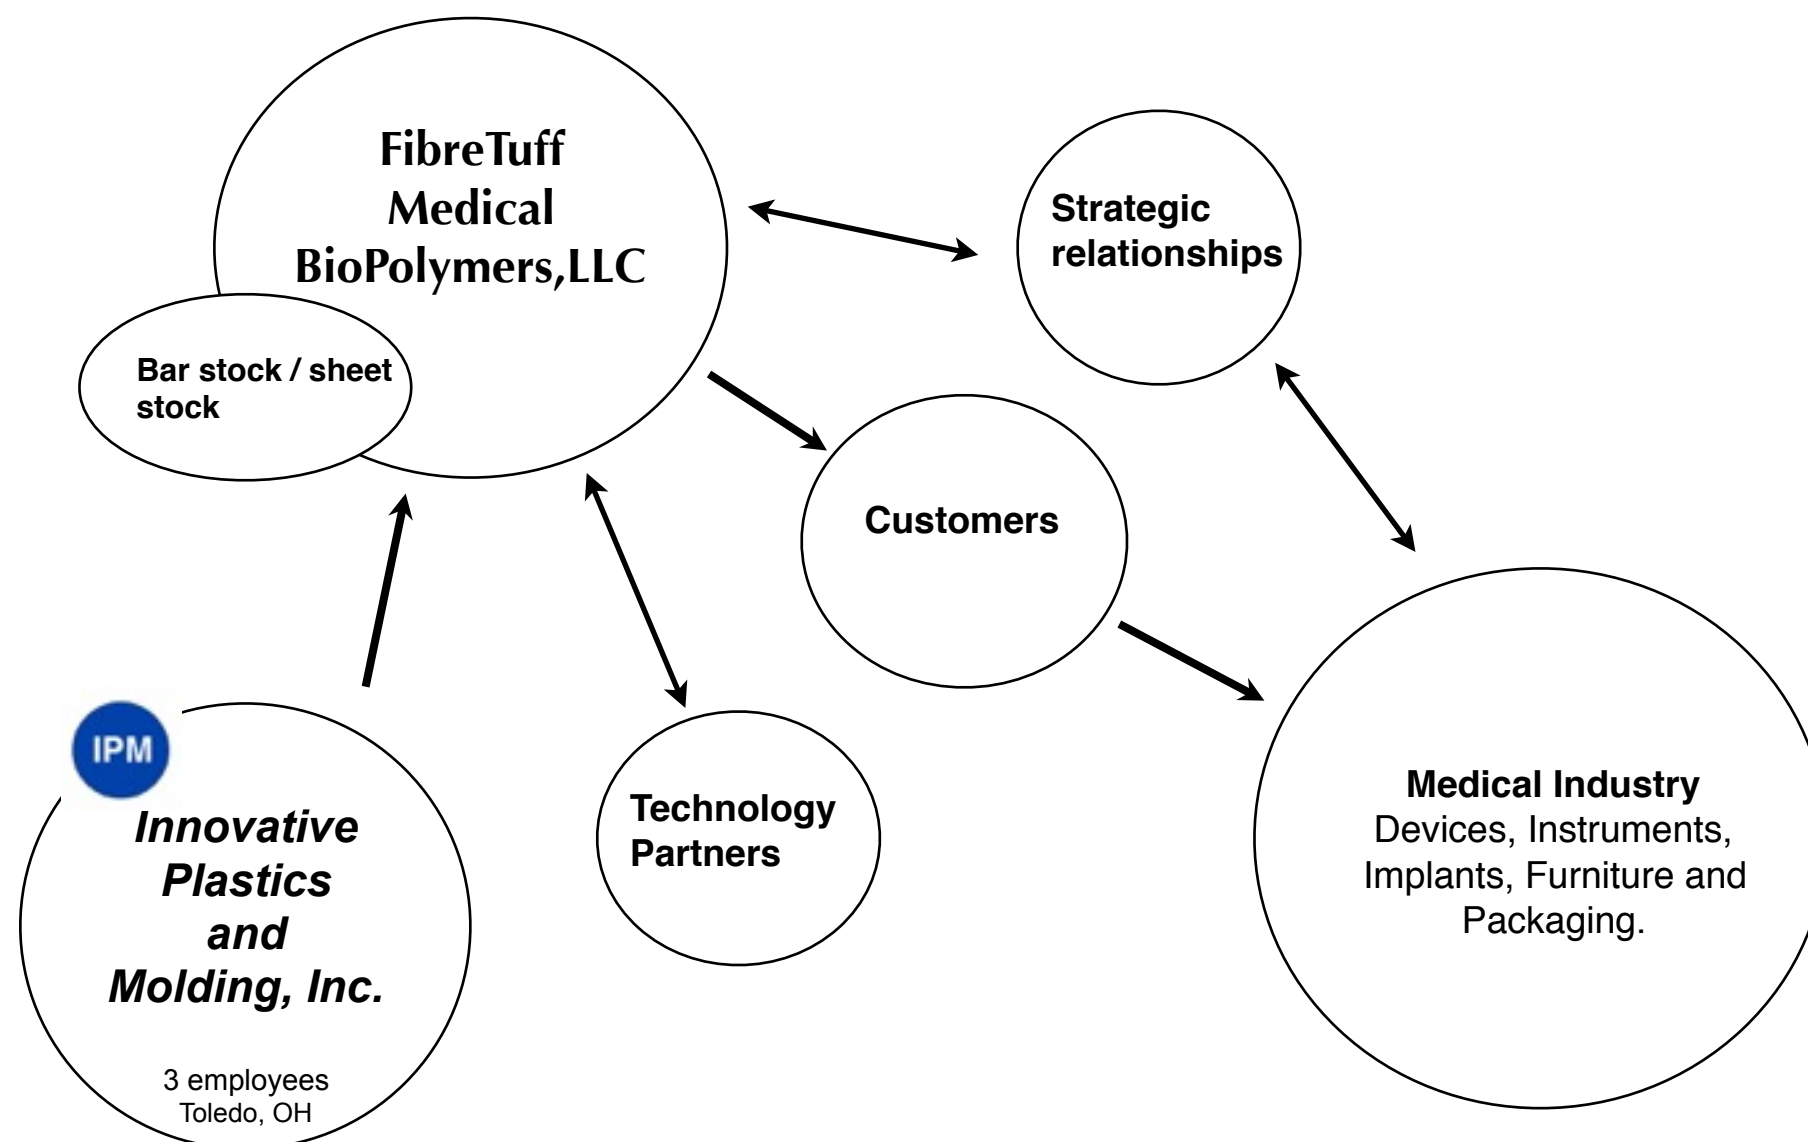 FibreTuff
Medical
BioPolymers,LLC
Strategic
relationships
Bar stock / sheet
stock
Customers
IPM
Innovative
Plastics
and
Molding, Inc.
3 employees
Toledo, OH
Technology
Partners
Medical Industry
Devices, Instruments,
Implants, Furniture and
Packaging.